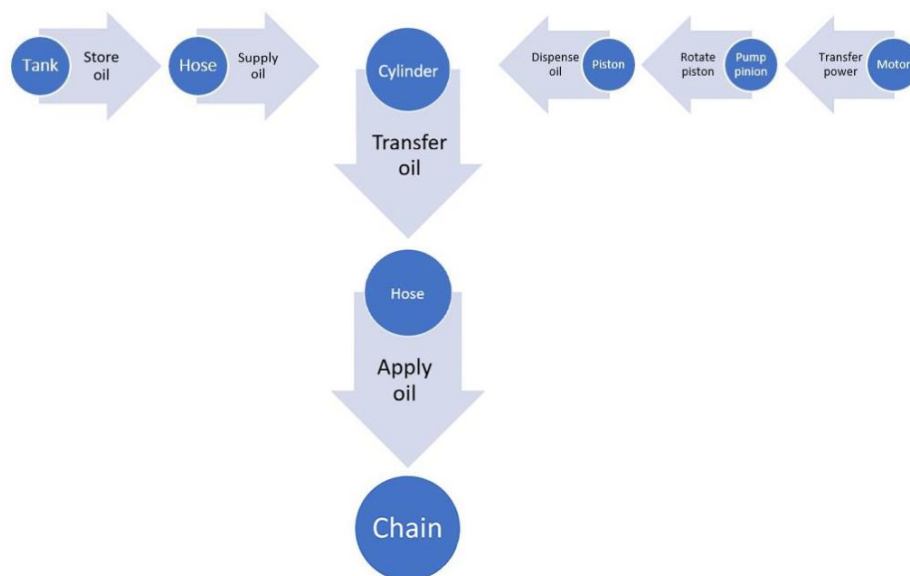 Tank
Store
oil
Hose
Supply
oil
Cylinder
Dispense
oil
Piston
Rotate
piston
Pump
pinion
Transfer
power
Motor
Transfer
oil
Hose
Apply
oil
Chain